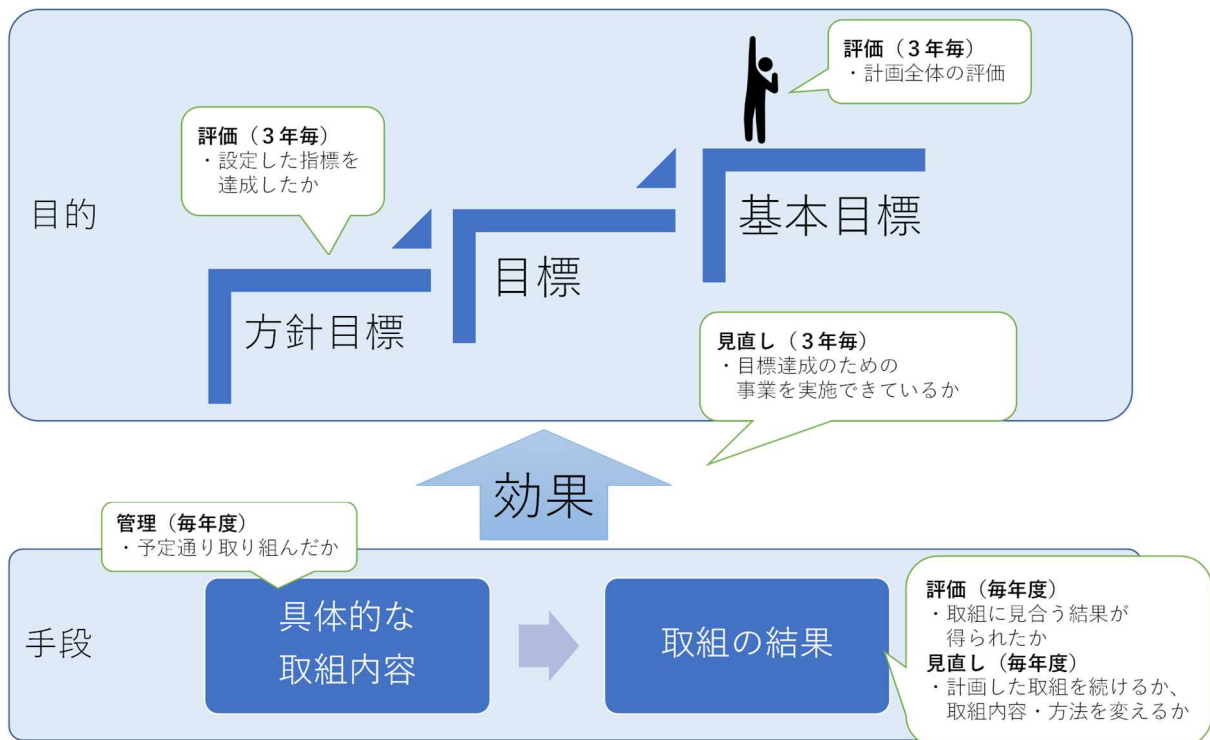 評価（３年毎）
・計画全体の評価
評価（３年毎）
・設定した指標を
達成したか
目的
基本目標
目標
方針目標
見直し（３年毎）
・目標達成のための
事業を実施できているか
効果
管理（毎年度）
・予定通り取り組んだか
手段
具体的な
取組内容
取組の結果
評価（毎年度）
・取組に見合う結果が
得られたか
見直し（毎年度）
・計画した取組を続けるか、
取組内容・方法を変えるか